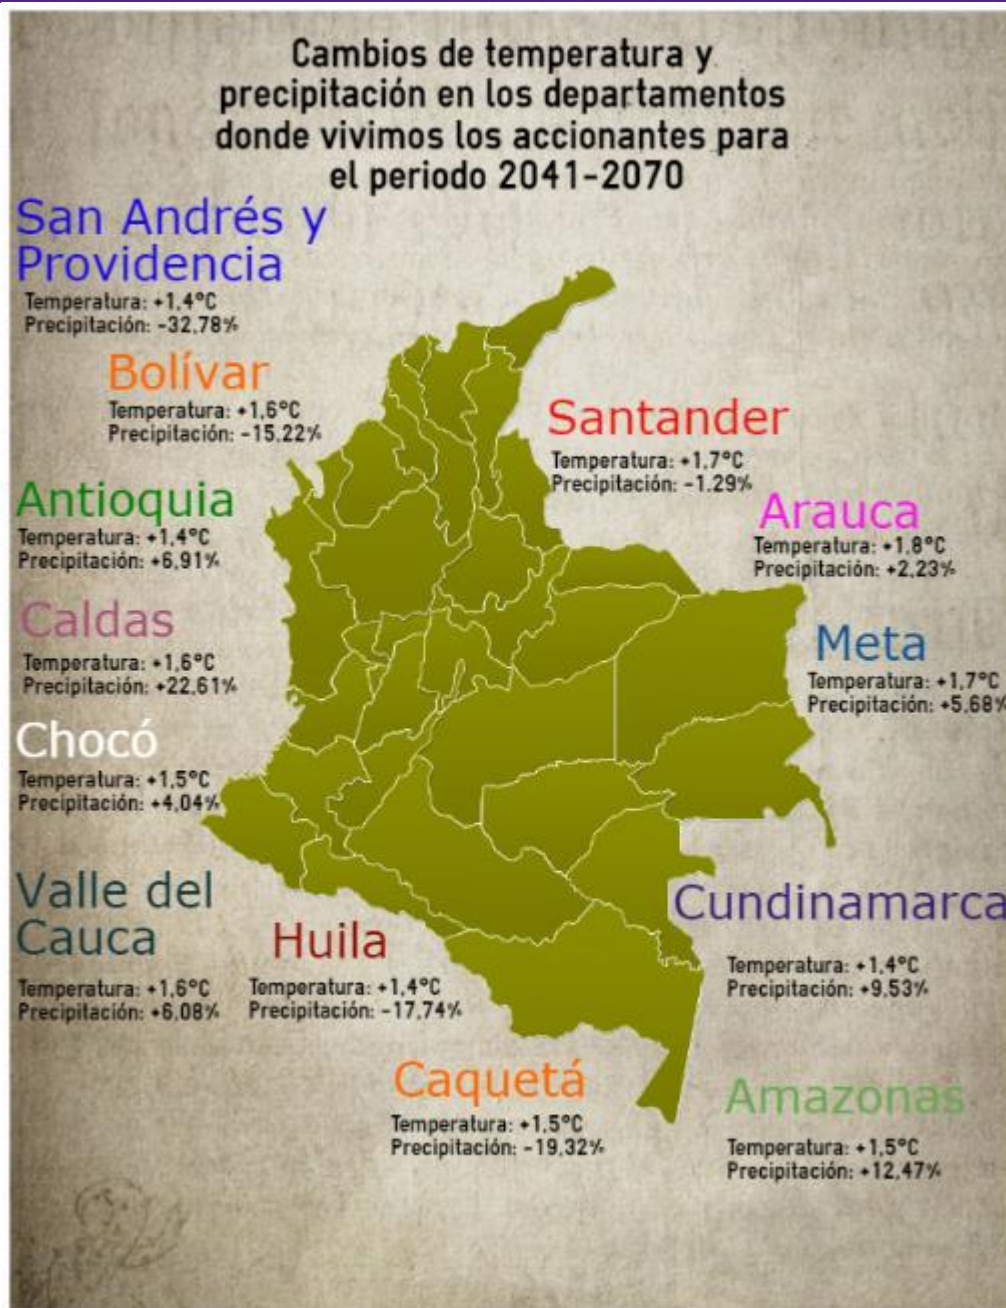 Cambios de temperatura y
precipitación en los departamentos
donde vivimos los accionantes para
el periodo 2041-2070
San Andrés y
Providencia
Temperatura: +1,4°C
Precipitación: -32,78%
Bolívar
Temperatura: +1,6°C
Precipitación: -15,22%
Santander
Temperatura: +1,7°C
Precipitación: -1.29%
Antioquia
Temperatura: +1,4°C
Precipitación: +6,91%
Arauca
Temperatura: +1,8°C
Precipitación: +2,23%
Caldas
Temperatura: +1,6°C
Precipitación: +22,61%
Meta
Temperatura: +1,7°C
Precipitación: +5,68%
Chocó
Temperatura: +1,5°C
Precipitación: +4,04%
Valle del
Cauca
Temperatura: +1,6°C
Precipitación: +6,08%
Huila
Temperatura: +1,4°C
Precipitación: -17,74%
Cundinamarca
Temperatura: +1,4°C
Precipitación: +9,53%
Caquetá
Temperatura: +1,5°C
Precipitación: -19,32%
Amazonas
Temperatura: +1,5°C
Precipitación: +12,47%